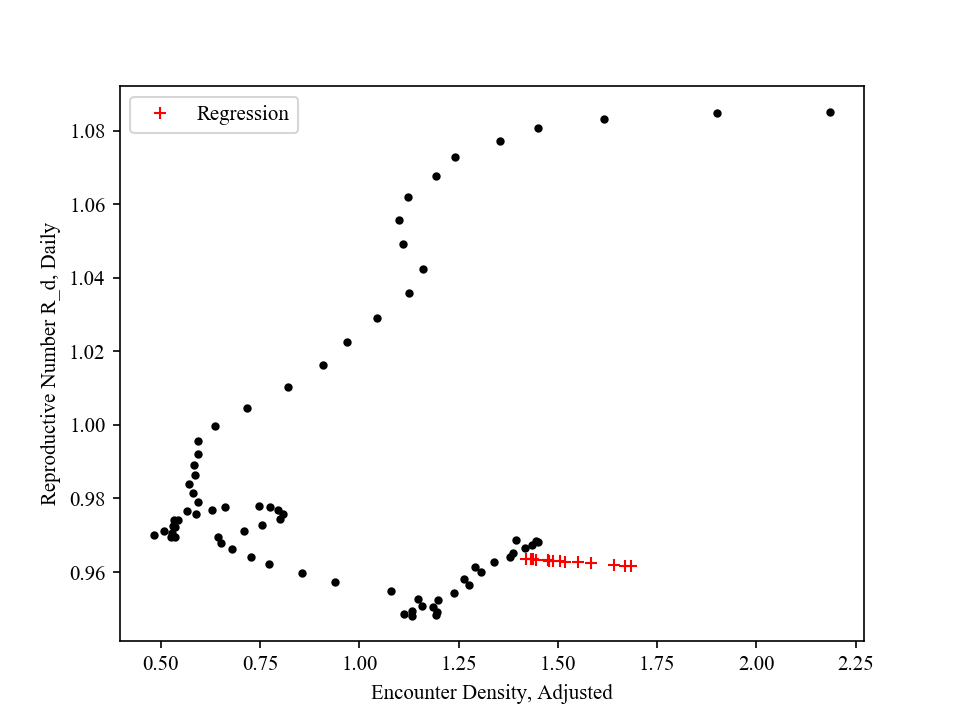 Regression
1.08
1.06
1.04
1.02
1.00
0.98
0.96
Reproductive Number R_d, Daily
0.50 0.75 1.00 1.25 1.50 1.75 2.00 2.25
Encounter Density, Adjusted